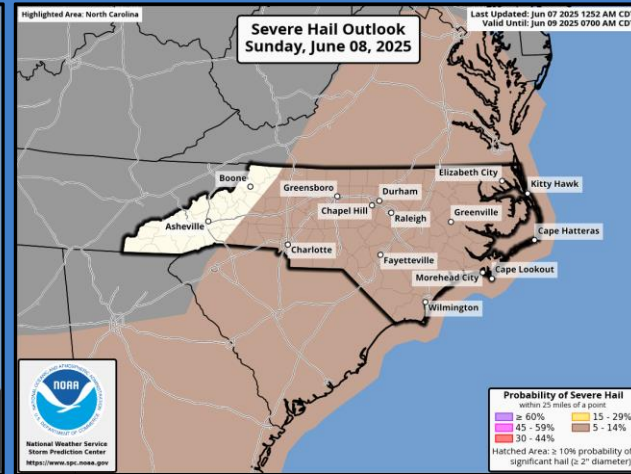 Highlighted Area: North Carolina
Severe Hail Outlook
Sunday, June 08, 2025
Last Updated: Jun 07 2025 1252 AM CDT
Valid Until: Jun 09 2025 0700 AM CDT
Boone
Asheville
Greensboro
Durham
Chapel Hill
Raleigh
Charlotte
Fayetteville
Elizabeth City
Kitty Hawk
Greenville
Cape Hatteras
Cape Lookout
Morehead City
Wilmington
NOAA
National Weather Service
Storm Prediction Center
https://www.spc.noaa.gov
Probability of Severe Hail
within 25 miles of a point
≥ 60%
15 - 29%
45 - 59%
5 - 14%
30 - 44%
Hatched Area: ≥ 10% probability of
significant hail (≥ 2" diameter)